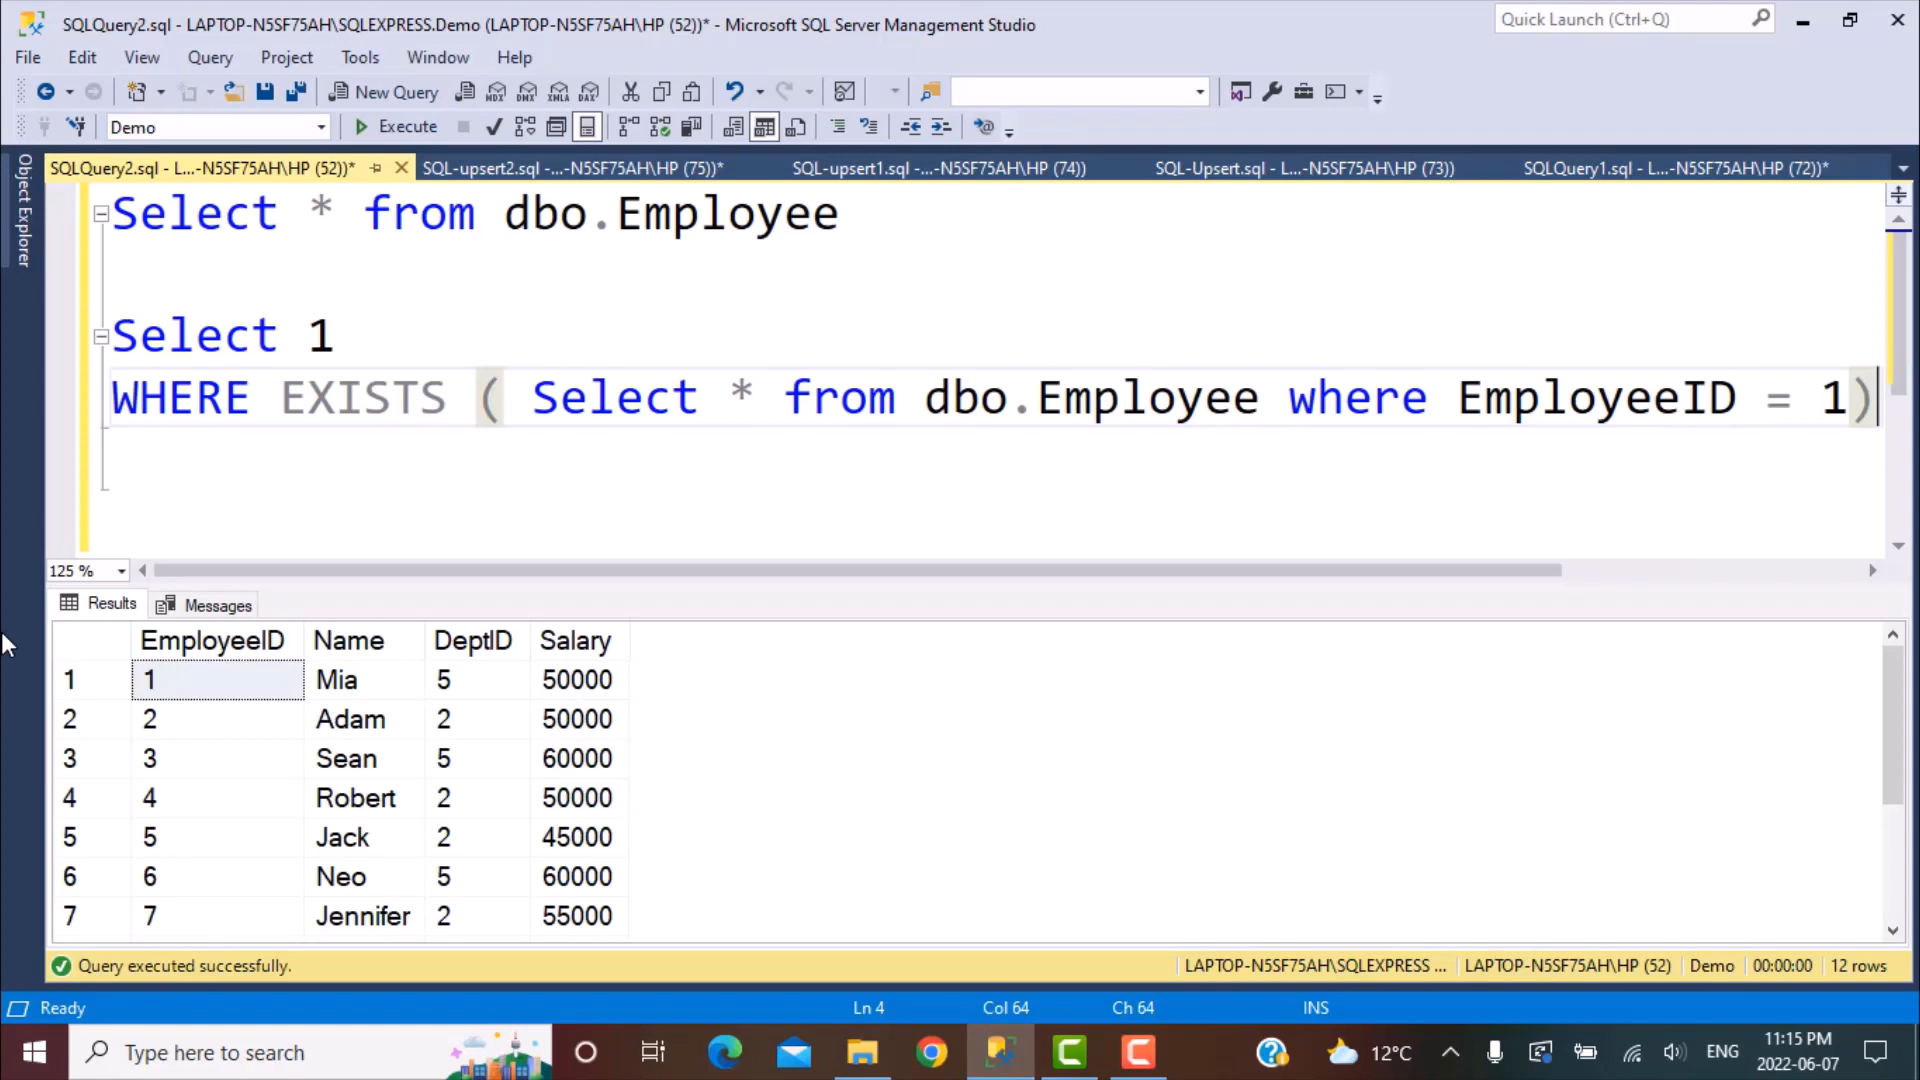 SQLQuery2.sql - LAPTOP-N5SF75AH\SQLEXPRESS.Demo (LAPTOP-N5SF75AH\HP (52))* - Microsoft SQL Server Management Studio
Quick Launch (Ctrl+Q)
File Edit View Query Project Tools Window Help
New Query MDX DMX XMLA DAX
Demo Execute
SQLQuery2.sql - L...-N5SF75AH\HP (52))* SQL-upsert2.sql -...-N5SF75AH\HP (75))* SQL-upsert1.sql -...-N5SF75AH\HP (74)) SQL-Upsert.sql - L...-N5SF75AH\HP (73)) SQLQuery1.sql - L...-N5SF75AH\HP (72))*
Object Explorer
Select * from dbo.Employee
Select 1
WHERE EXISTS ( Select * from dbo.Employee where EmployeeID = 1)
125 %
Results Messages
EmployeeID Name DeptID Salary
1 1 Mia 5 50000
2 2 Adam 2 50000
3 3 Sean 5 60000
4 4 Robert 2 50000
5 5 Jack 2 45000
6 6 Neo 5 60000
7 7 Jennifer 2 55000
Query executed successfully. LAPTOP-N5SF75AH\SQLEXPRESS ... LAPTOP-N5SF75AH\HP (52) Demo 00:00:00 12 rows
Ready Ln 4 Col 64 Ch 64 INS
Type here to search 12°C ENG 11:15 PM
2022-06-07